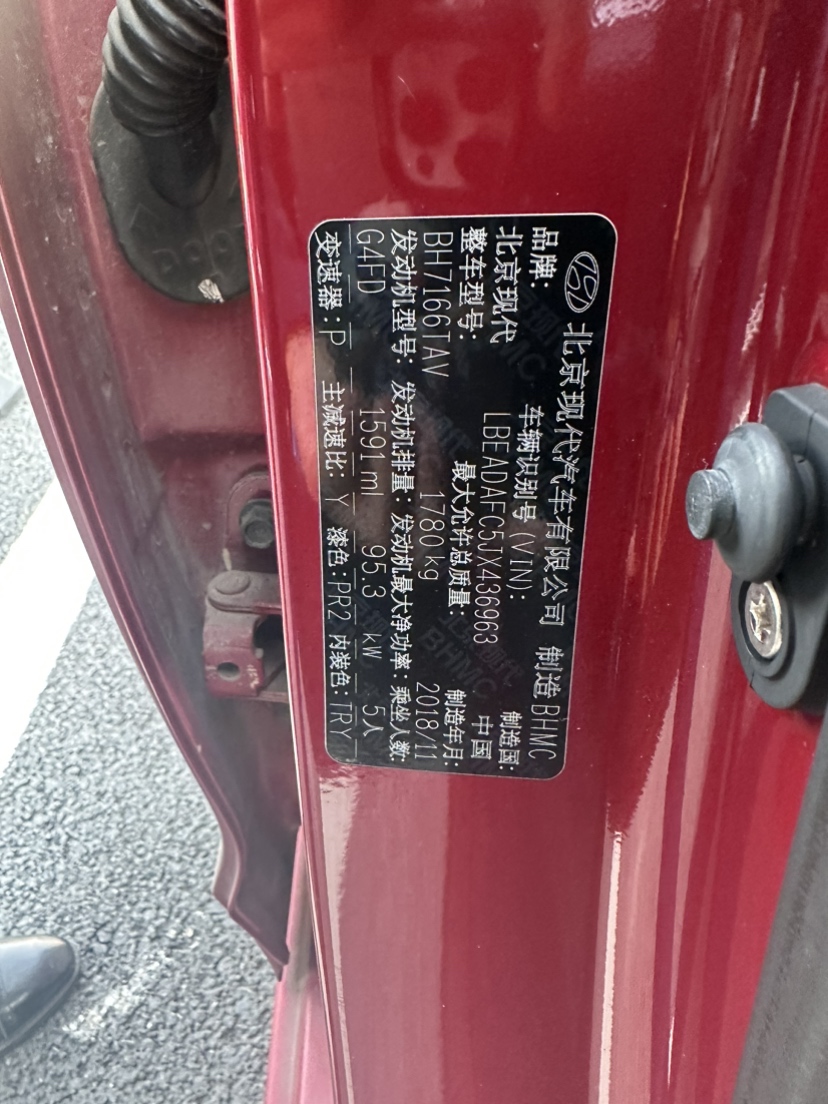 北京现代汽车有限公司 制造 BHMC
品牌: 车辆识别号 (VIN): 制造国:
北京现代 LBEADAFC5JX436963 中国
整车型号: 最大允许总质量: 制造年月:
BH7166TAV 1780 kg 2018/11
发动机型号: 发动机排量: 发动机最大净功率: 乘坐人数:
G4FD 1591 ml 95.3 kW 5人
变速器: P 主减速比: Y 漆色: PR2 内装色: TRY